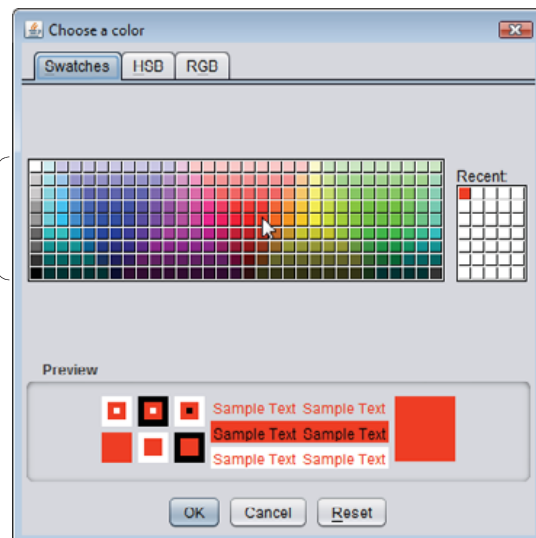 Choose a color
Swatches HSB RGB
Recent:
Preview
Sample Text Sample Text
Sample Text Sample Text
Sample Text Sample Text
OK Cancel Reset